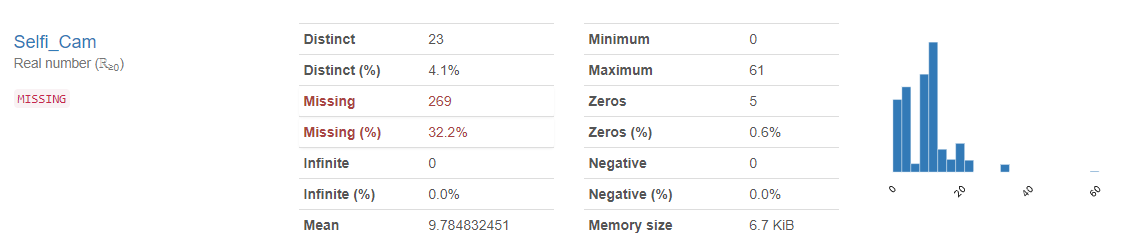 Selfi_Cam
Real number (ℝ≥0)
MISSING
Distinct 23
Distinct (%) 4.1%
Missing 269
Missing (%) 32.2%
Infinite 0
Infinite (%) 0.0%
Mean 9.784832451
Minimum 0
Maximum 61
Zeros 5
Zeros (%) 0.6%
Negative 0
Negative (%) 0.0%
Memory size 6.7 KiB
0 20 40 60